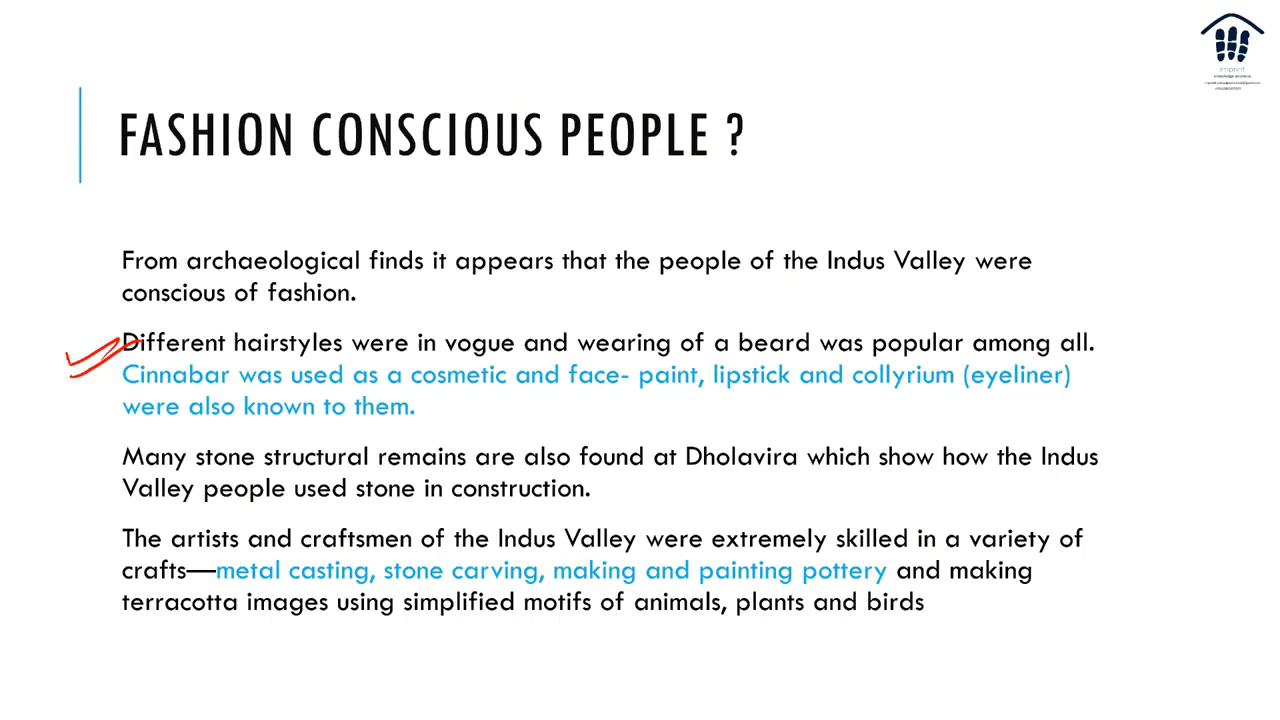 imprint
FASHION CONSCIOUS PEOPLE ?
From archaeological finds it appears that the people of the Indus Valley were
conscious of fashion.
Different hairstyles were in vogue and wearing of a beard was popular among all.
Cinnabar was used as a cosmetic and face- paint, lipstick and collyrium (eyeliner)
were also known to them.
Many stone structural remains are also found at Dholavira which show how the Indus
Valley people used stone in construction.
The artists and craftsmen of the Indus Valley were extremely skilled in a variety of
crafts—metal casting, stone carving, making and painting pottery and making
terracotta images using simplified motifs of animals, plants and birds